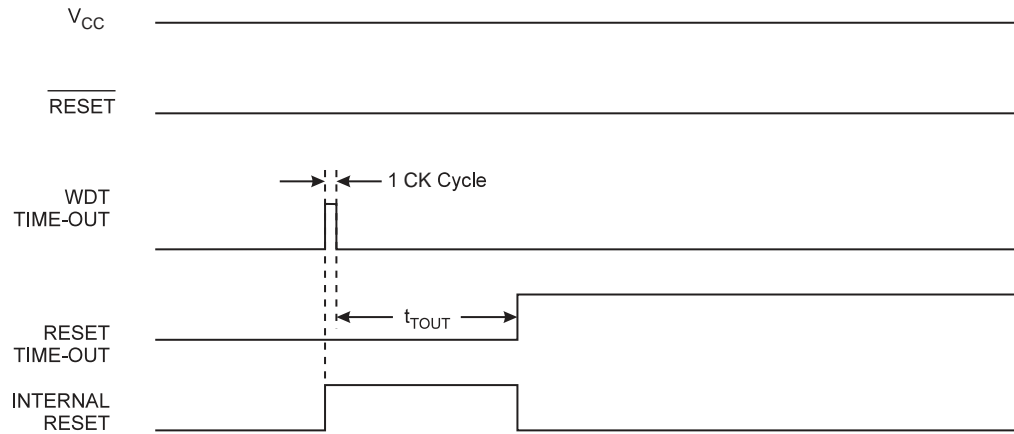 VCC
RESET
1 CK Cycle
WDT
TIME-OUT
tTOUT
RESET
TIME-OUT
INTERNAL
RESET